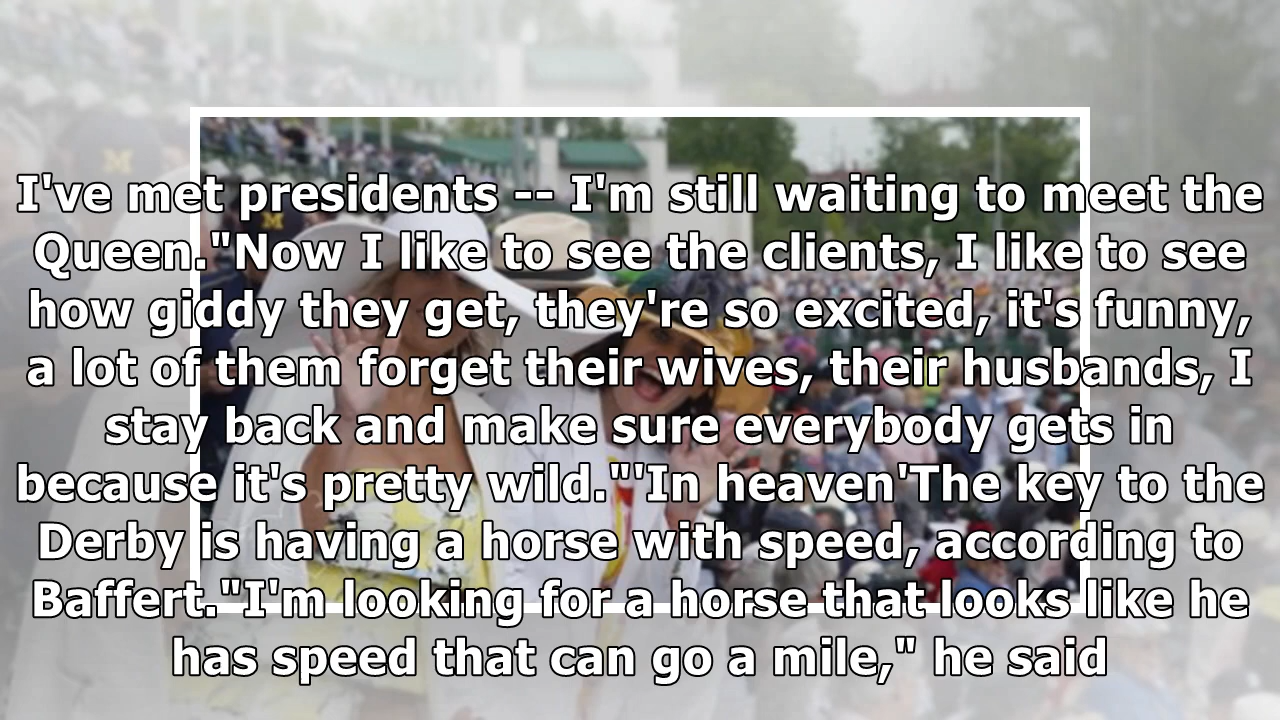 I've met presidents -- I'm still waiting to meet the
Queen."Now I like to see the clients, I like to see
how giddy they get, they're so excited, it's funny,
a lot of them forget their wives, their husbands, I
stay back and make sure everybody gets in
because it's pretty wild."'In heaven'The key to the
Derby is having a horse with speed, according to
Baffert."I'm looking for a horse that looks like he
has speed that can go a mile," he said
M
M